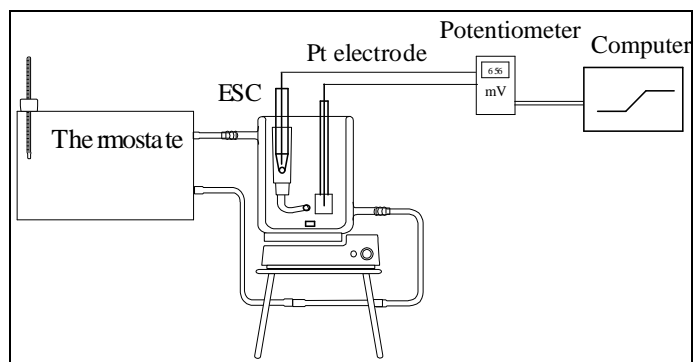 Potentiometer
Computer
Pt electrode
656
mV
ESC
The rmostate